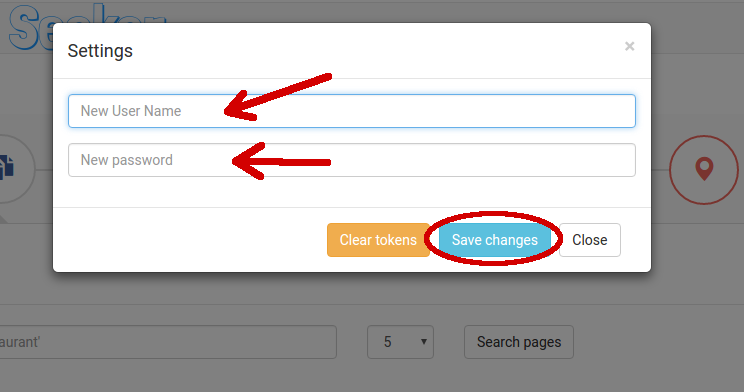 Seeker
Settings ×
New User Name
New password
Clear tokens Save changes Close
aurant' 5 Search pages